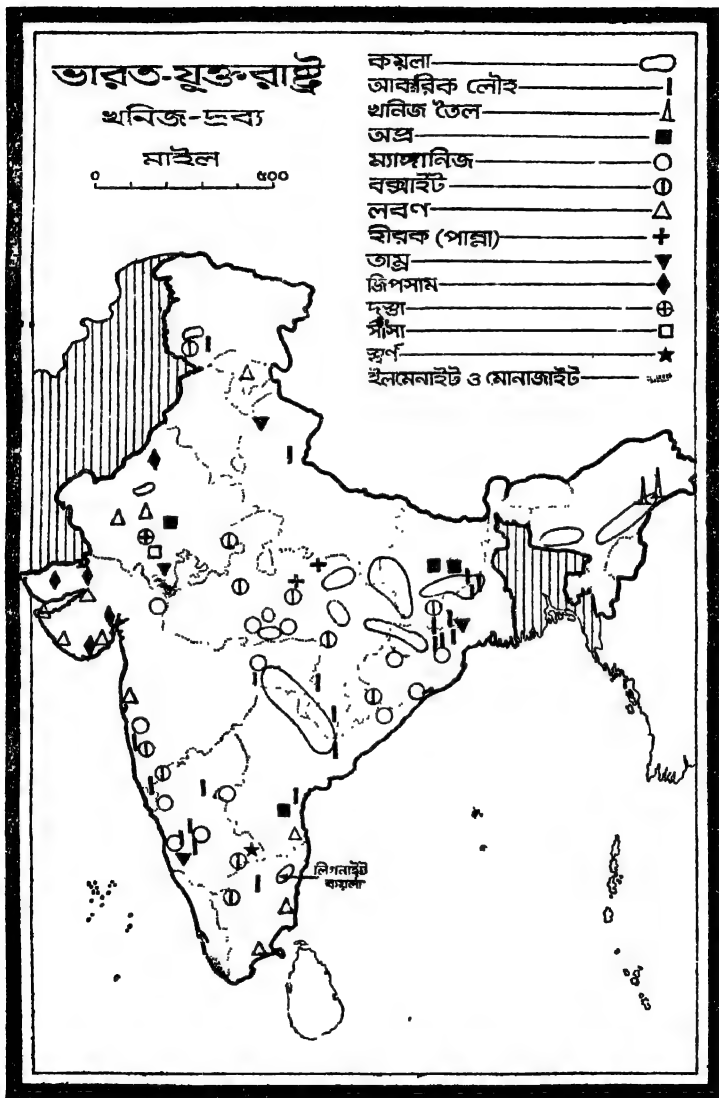 ভারত-যুক্তরাষ্ট্র
খনিজ-দ্রব্য
মাইল
০ ৫০০
কয়লা
আকরিক লৌহ
খনিজ তৈল
অভ্র
ম্যাঙ্গানিজ
বক্সাইট
লবণ
হীরক (পান্না)
তাম্র
জিপসাম
দস্তা
সীসা
স্বর্ণ
ইলমেনাইট ও মোনাজাইট
লিগনাইট
কয়লা